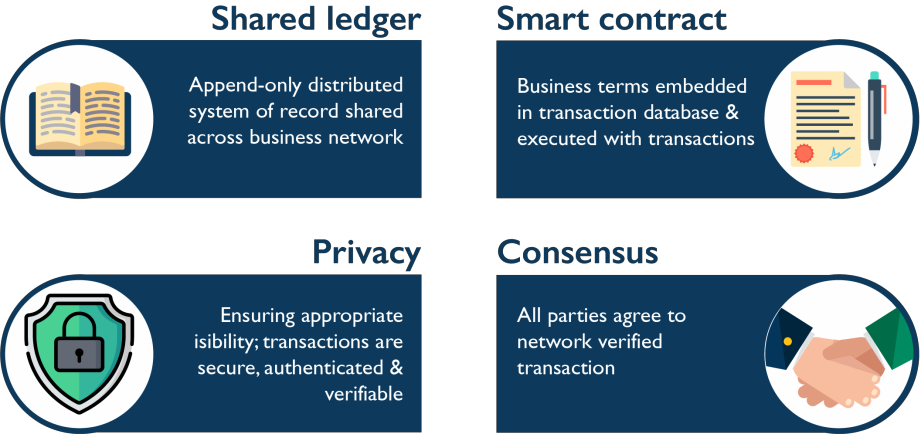 Shared ledger
Append-only distributed
system of record shared
across business network
Smart contract
Business terms embedded
in transaction database &
executed with transactions
Privacy
Ensuring appropriate
isibility; transactions are
secure, authenticated &
verifiable
Consensus
All parties agree to
network verified
transaction